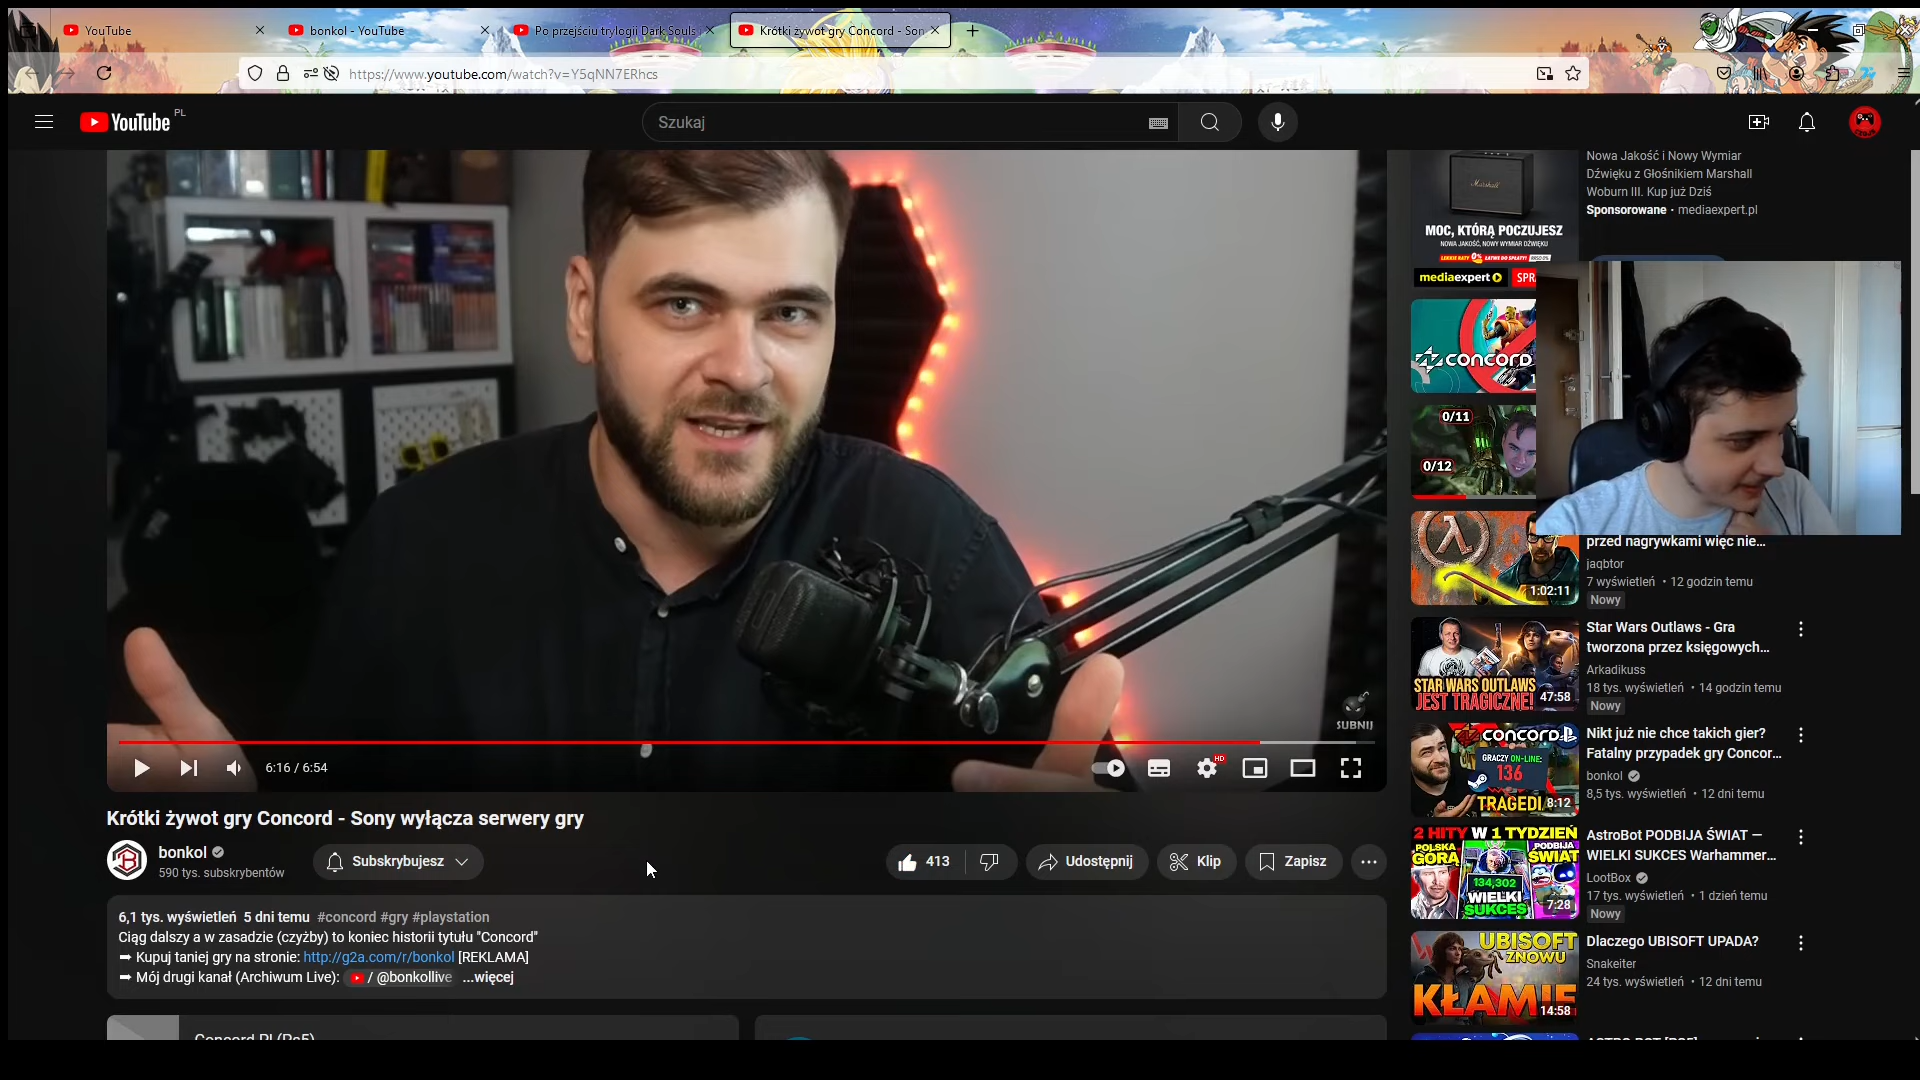 YouTube
bonkol - YouTube
Po przejściu trylogii Dark Souls
Krótki żywot gry Concord - Son
https://www.youtube.com/watch?v=Y5qNN7ERhcs
YouTube PL
Szukaj
Nowa Jakość i Nowy Wymiar
Dźwięku z Głośnikiem Marshall
Woburn III. Kup już Dziś
Sponsorowane • mediaexpert.pl
Marshall
MOC, KTÓRĄ POCZUJESZ
NOWA JAKOŚĆ, NOWY WYMIAR DŹWIĘKU
mediaexpert
SPR
CONCORD
0/11
0/12
przed nagrywkami więc nie...
jaqbtor
7 wyświetleń • 12 godzin temu
Nowy
1:02:11
Star Wars Outlaws - Gra
tworzona przez księgowych...
Arkadikuss
18 tys. wyświetleń • 14 godzin temu
Nowy
STAR WARS OUTLAWS
JEST TRAGICZNE!
47:58
Nikt już nie chce takich gier?
Fatalny przypadek gry Concor...
bonkol
8,5 tys. wyświetleń • 12 dni temu
CONCORD
GRACZY ON-LINE:
136
TRAGEDI
8:12
AstroBot PODBIJA ŚWIAT —
WIELKI SUKCES Warhammer...
LootBox
17 tys. wyświetleń • 1 dzień temu
Nowy
2 HITY W 1 TYDZIEŃ
POLSKA
GORĄ
PODBIJA
ŚWIAT
134,302
WIELKI
SUKCES
7:28
Dlaczego UBISOFT UPADA?
Snakeiter
24 tys. wyświetleń • 12 dni temu
UBISOFT
ZNOWU
KŁAMIE
14:58
SUBNIJ
6:16 / 6:54
HD
Krótki żywot gry Concord - Sony wyłącza serwery gry
bonkol
590 tys. subskrybentów
Subskrybujesz
413
Udostępnij
Klip
Zapisz
6,1 tys. wyświetleń 5 dni temu #concord #gry #playstation
Ciąg dalszy a w zasadzie (czyżby) to koniec historii tytułu "Concord"
➡ Kupuj taniej gry na stronie: http://g2a.com/r/bonkol [REKLAMA]
➡ Mój drugi kanał (Archiwum Live): / @bonkollive ...więcej
Concord PL(Ps5)